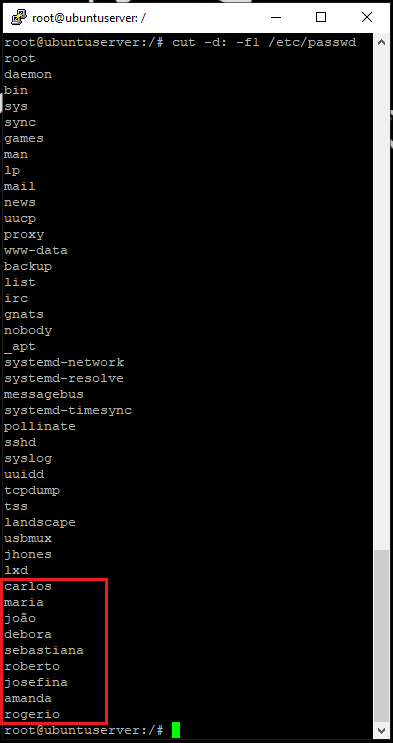 root@ubuntuserver: /
root@ubuntuserver:/# cut -d: -f1 /etc/passwd
root
daemon
bin
sys
sync
games
man
lp
mail
news
uucp
proxy
www-data
backup
list
irc
gnats
nobody
_apt
systemd-network
systemd-resolve
messagebus
systemd-timesync
pollinate
sshd
syslog
uuidd
tcpdump
tss
landscape
usbmux
jhones
lxd
carlos
maria
joão
debora
sebastiana
roberto
josefina
amanda
rogerio
root@ubuntuserver:/#